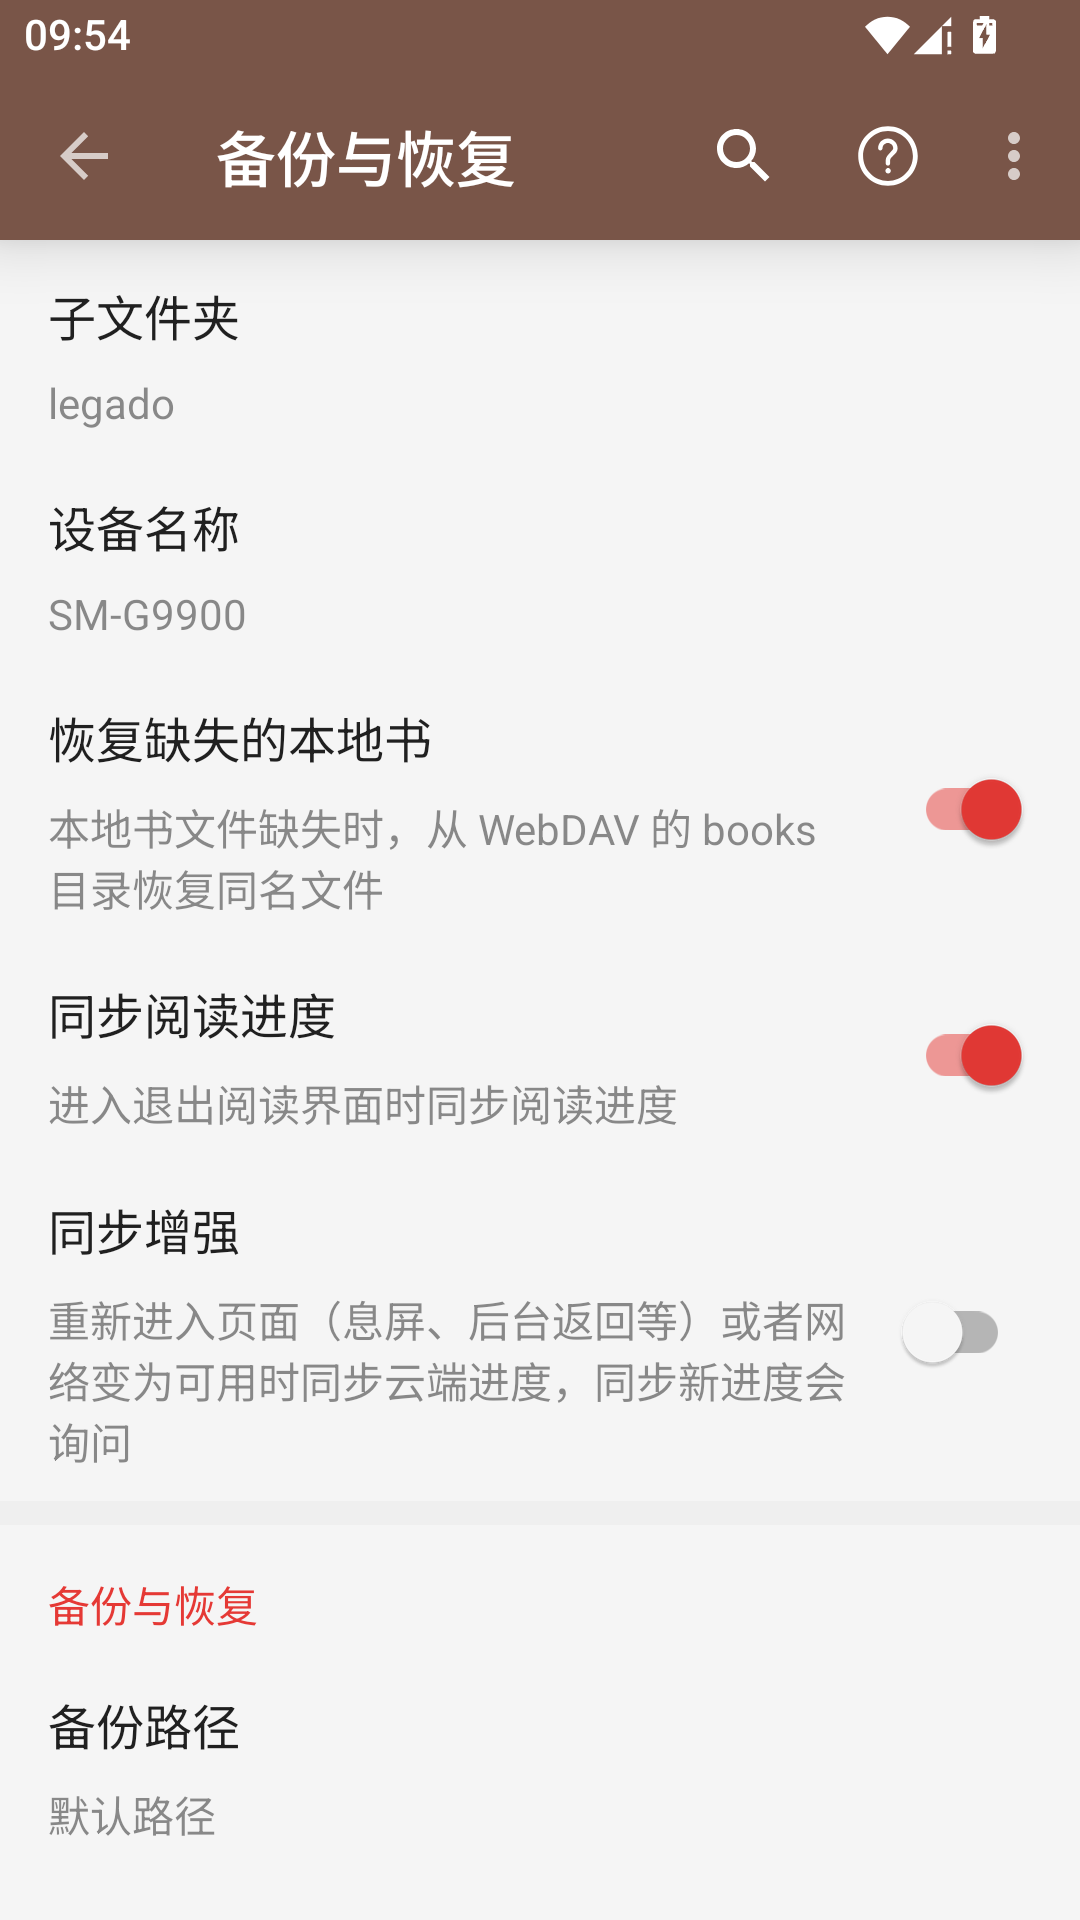 09:54
备份与恢复
子文件夹
legado
设备名称
SM-G9900
恢复缺失的本地书
本地书文件缺失时，从 WebDAV 的 books
目录恢复同名文件
同步阅读进度
进入退出阅读界面时同步阅读进度
同步增强
重新进入页面（息屏、后台返回等）或者网
络变为可用时同步云端进度，同步新进度会
询问
备份与恢复
备份路径
默认路径